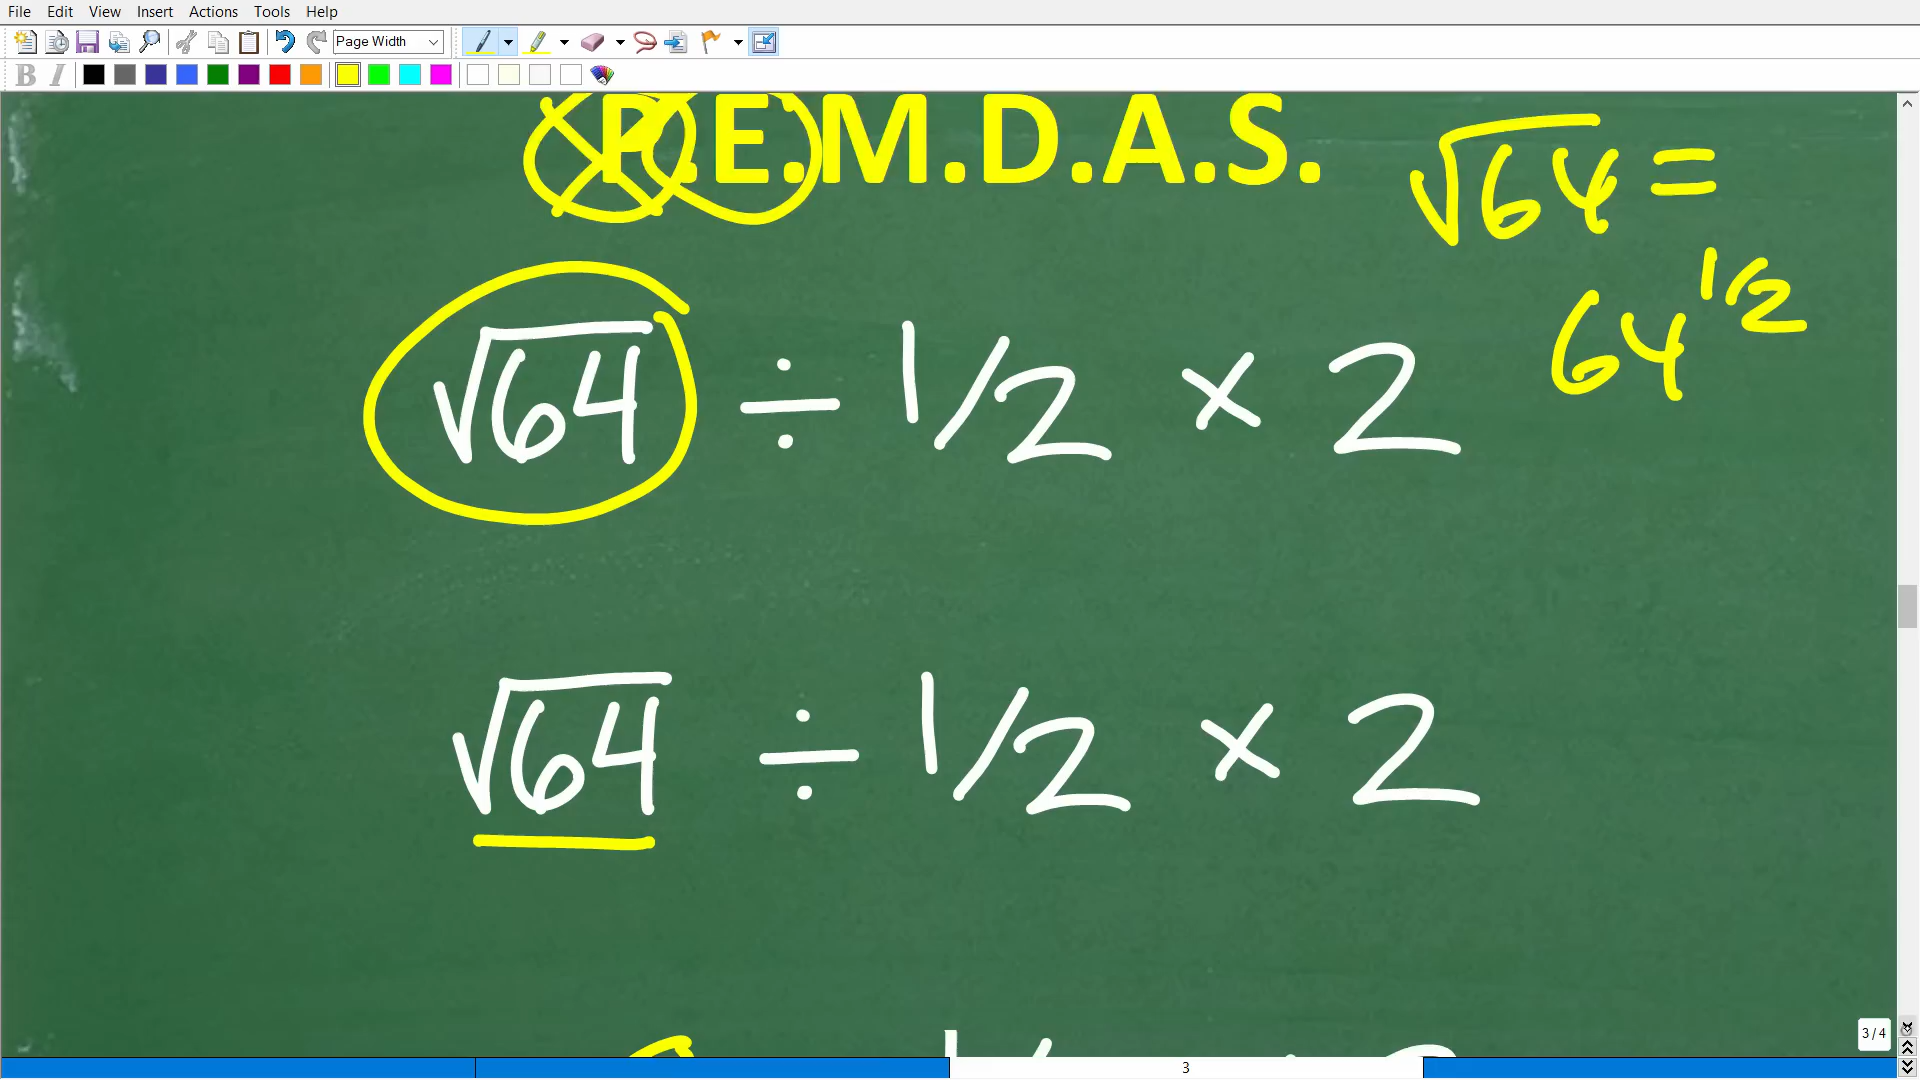 File Edit View Insert Actions Tools Help
Page Width
B I
P.E.M.D.A.S.
√64 =
64^1/2
√64 ÷ 1/2 × 2
√64 ÷ 1/2 × 2
3/4
3